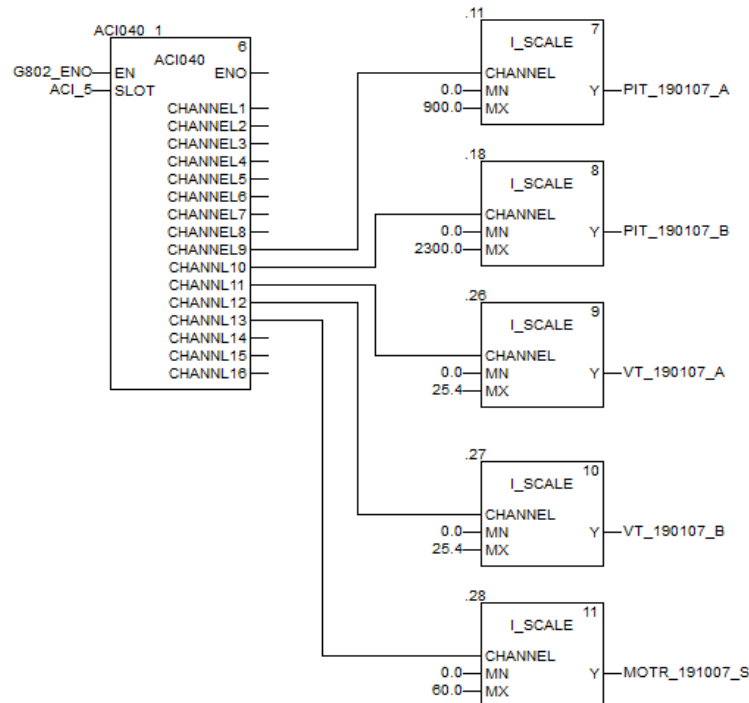 ACI040_1
6
ACI040
G802_ENO EN ENO
ACI_5 SLOT
CHANNEL1
CHANNEL2
CHANNEL3
CHANNEL4
CHANNEL5
CHANNEL6
CHANNEL7
CHANNEL8
CHANNEL9
CHANNL10
CHANNL11
CHANNL12
CHANNL13
CHANNL14
CHANNL15
CHANNL16
.11
7
I_SCALE
CHANNEL
0.0 MN Y PIT_190107_A
900.0 MX
.18
8
I_SCALE
CHANNEL
0.0 MN Y PIT_190107_B
2300.0 MX
.26
9
I_SCALE
CHANNEL
0.0 MN Y VT_190107_A
25.4 MX
.27
10
I_SCALE
CHANNEL
0.0 MN Y VT_190107_B
25.4 MX
.28
11
I_SCALE
CHANNEL
0.0 MN Y MOTR_191007_S
60.0 MX